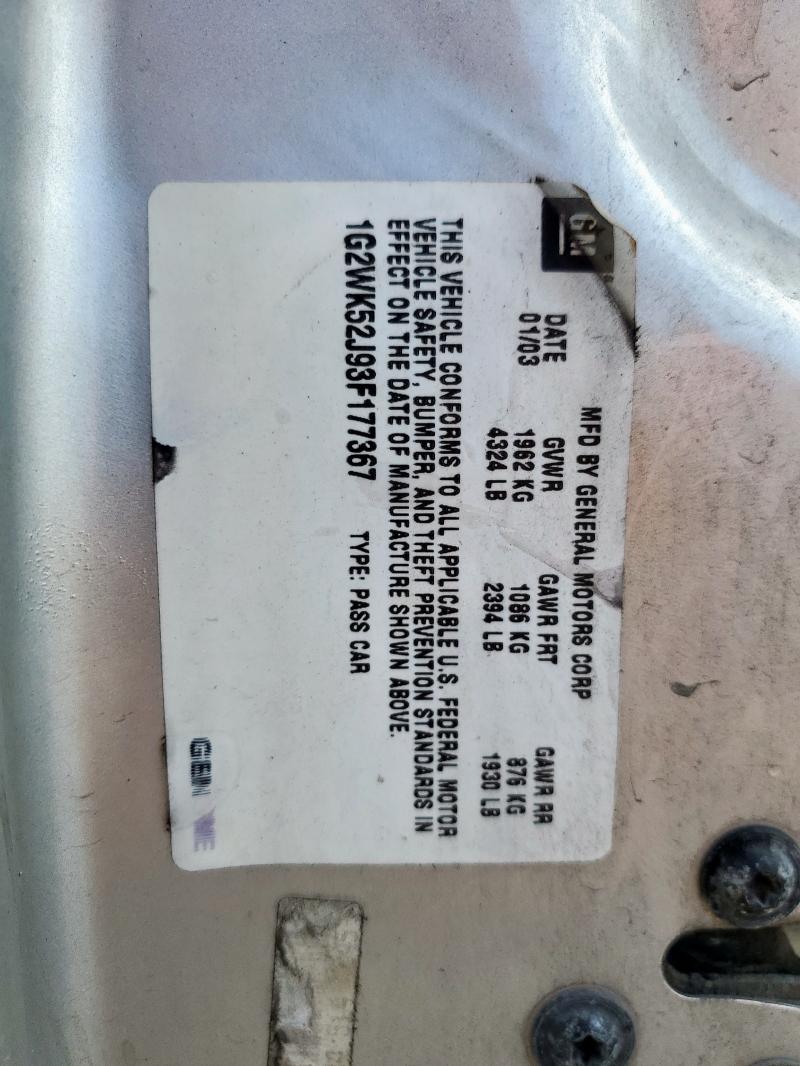 GM
MFD BY GENERAL MOTORS CORP
DATE GVWR GAWR FRT GAWR RR
01/03 1962 KG 1086 KG 876 KG
4324 LB 2394 LB 1930 LB
THIS VEHICLE CONFORMS TO ALL APPLICABLE U.S. FEDERAL MOTOR
VEHICLE SAFETY, BUMPER, AND THEFT PREVENTION STANDARDS IN
EFFECT ON THE DATE OF MANUFACTURE SHOWN ABOVE.
1G2WK52J93F177367 TYPE: PASS CAR